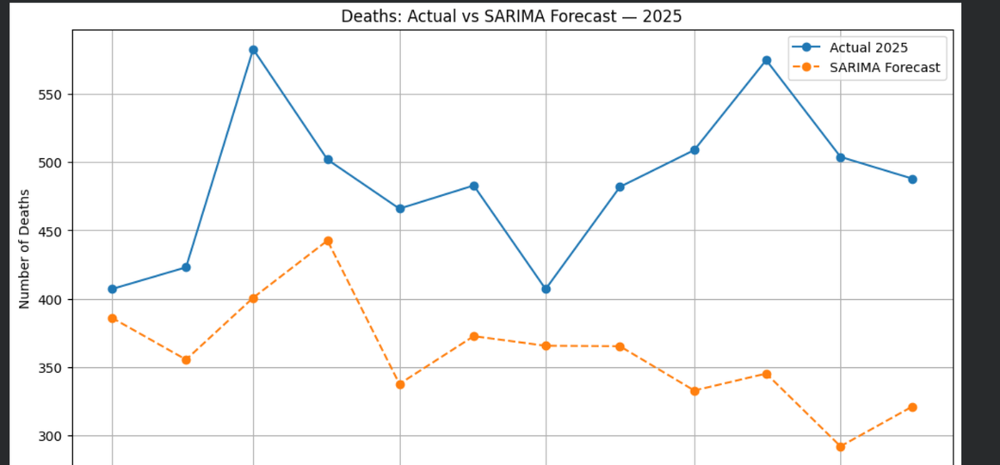 Deaths: Actual vs SARIMA Forecast — 2025
Actual 2025
SARIMA Forecast
Number of Deaths
550
500
450
400
350
300